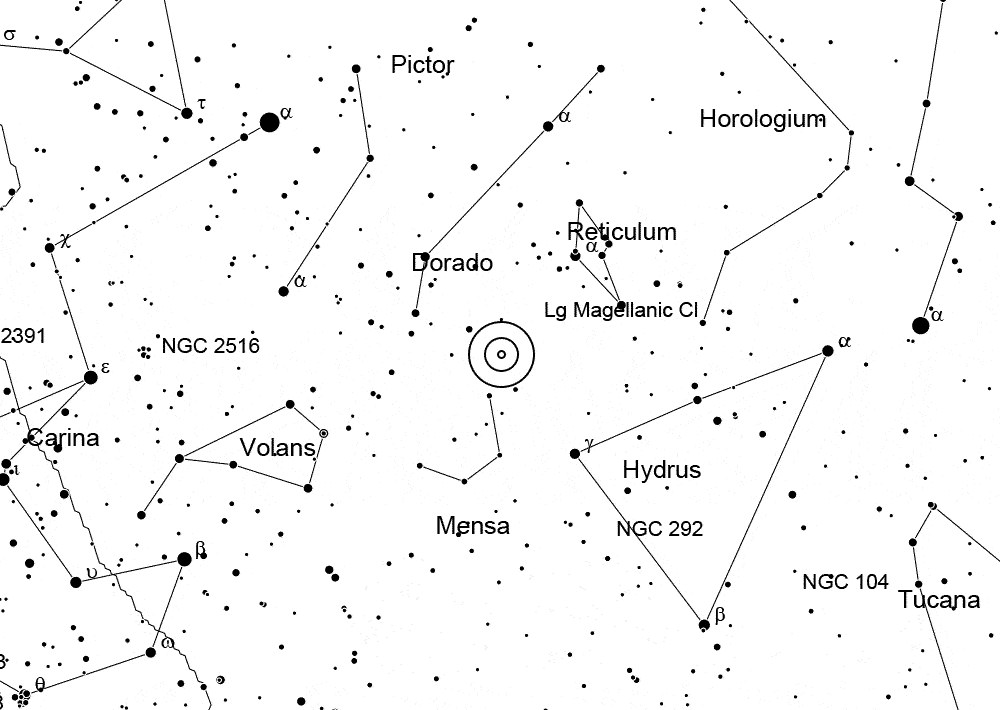 σ
Pictor
τ
α
α
Horologium
χ
Reticulum
α
Dorado
α
Lg Magellanic Cl
α
2391
NGC 2516
α
ε
Carina
Volans
γ
ι
Hydrus
Mensa
NGC 292
β
υ
NGC 104
Tucana
β
ω
θ